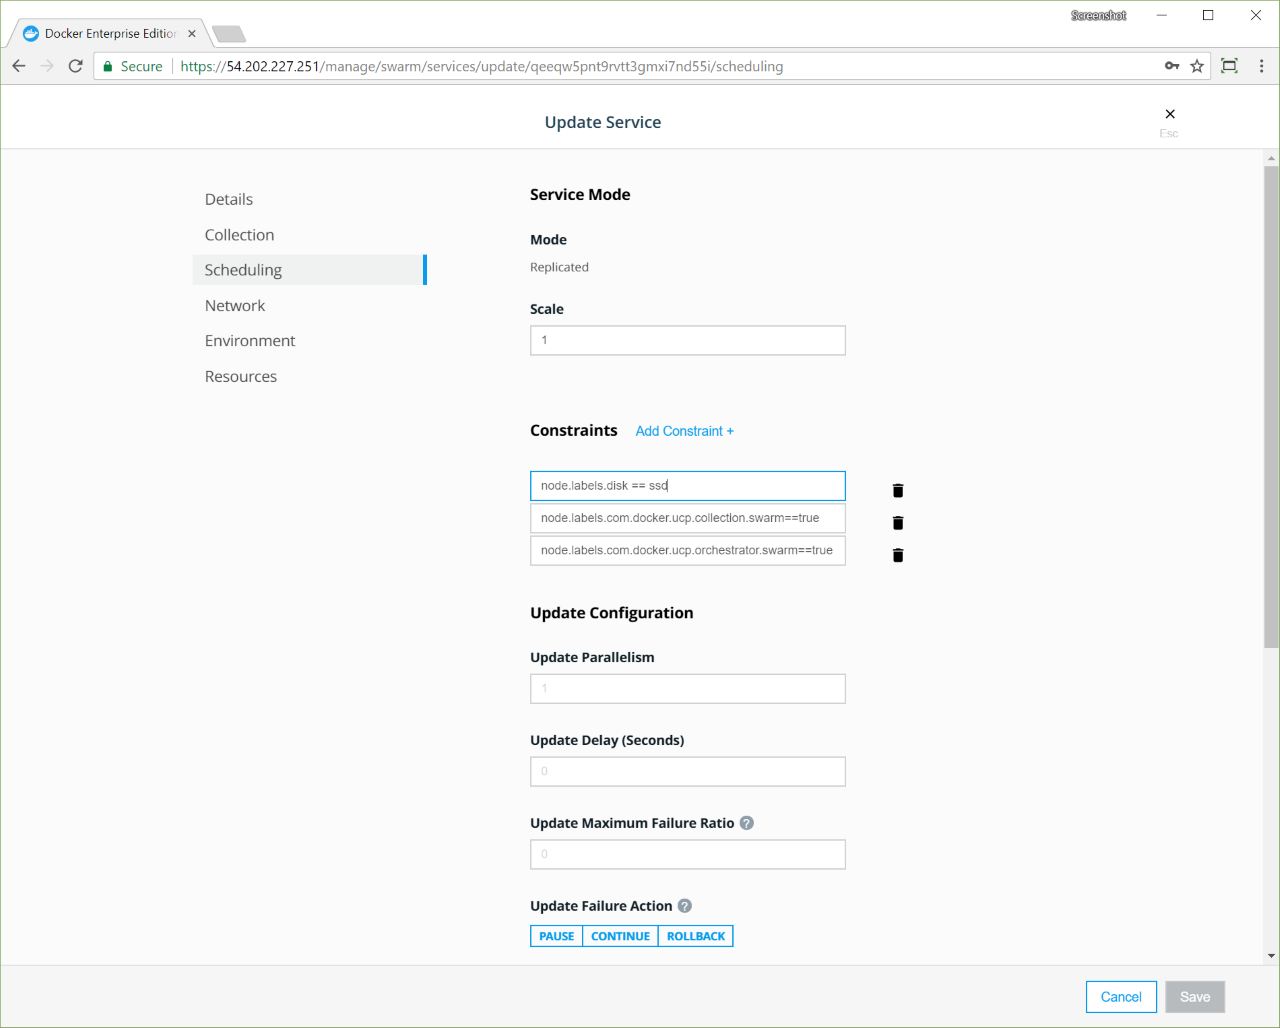 Screenshot
Docker Enterprise Edition
Secure https://54.202.227.251/manage/swarm/services/update/qeeqw5pnt9rvtt3gmxi7nd55i/scheduling
Update Service
Esc
Details
Collection
Scheduling
Network
Environment
Resources
Service Mode
Mode
Replicated
Scale
1
Constraints Add Constraint +
node.labels.disk == ssd
node.labels.com.docker.ucp.collection.swarm==true
node.labels.com.docker.ucp.orchestrator.swarm==true
Update Configuration
Update Parallelism
1
Update Delay (Seconds)
0
Update Maximum Failure Ratio ?
0
Update Failure Action ?
PAUSE CONTINUE ROLLBACK
Cancel Save